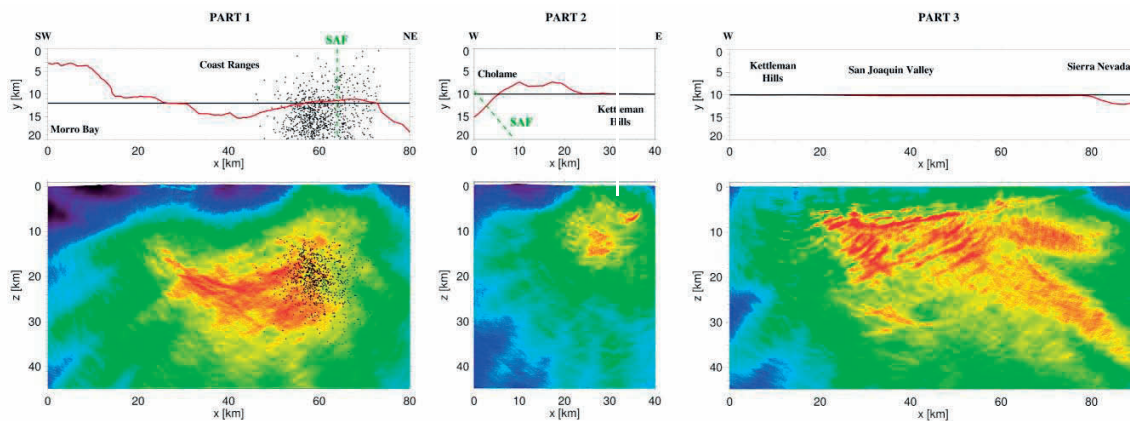 PART 1
PART 2
PART 3
SW
NE
SAF
Coast Ranges
Morro Bay
y [km]
0
5
10
15
20
0
20
40
60
80
x [km]
W
E
Cholame
Kettleman
Hills
SAF
y [km]
0
5
10
15
20
0
10
20
30
40
x [km]
W
Kettleman
Hills
San Joaquin Valley
Sierra Nevada
y [km]
0
5
10
15
20
0
20
40
60
80
x [km]
z [km]
0
10
20
30
40
0
20
40
60
80
x [km]
z [km]
0
10
20
30
40
0
10
20
30
40
x [km]
z [km]
0
10
20
30
40
0
20
40
60
80
x [km]